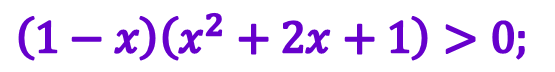 (1 − x)(x² + 2x + 1) > 0;